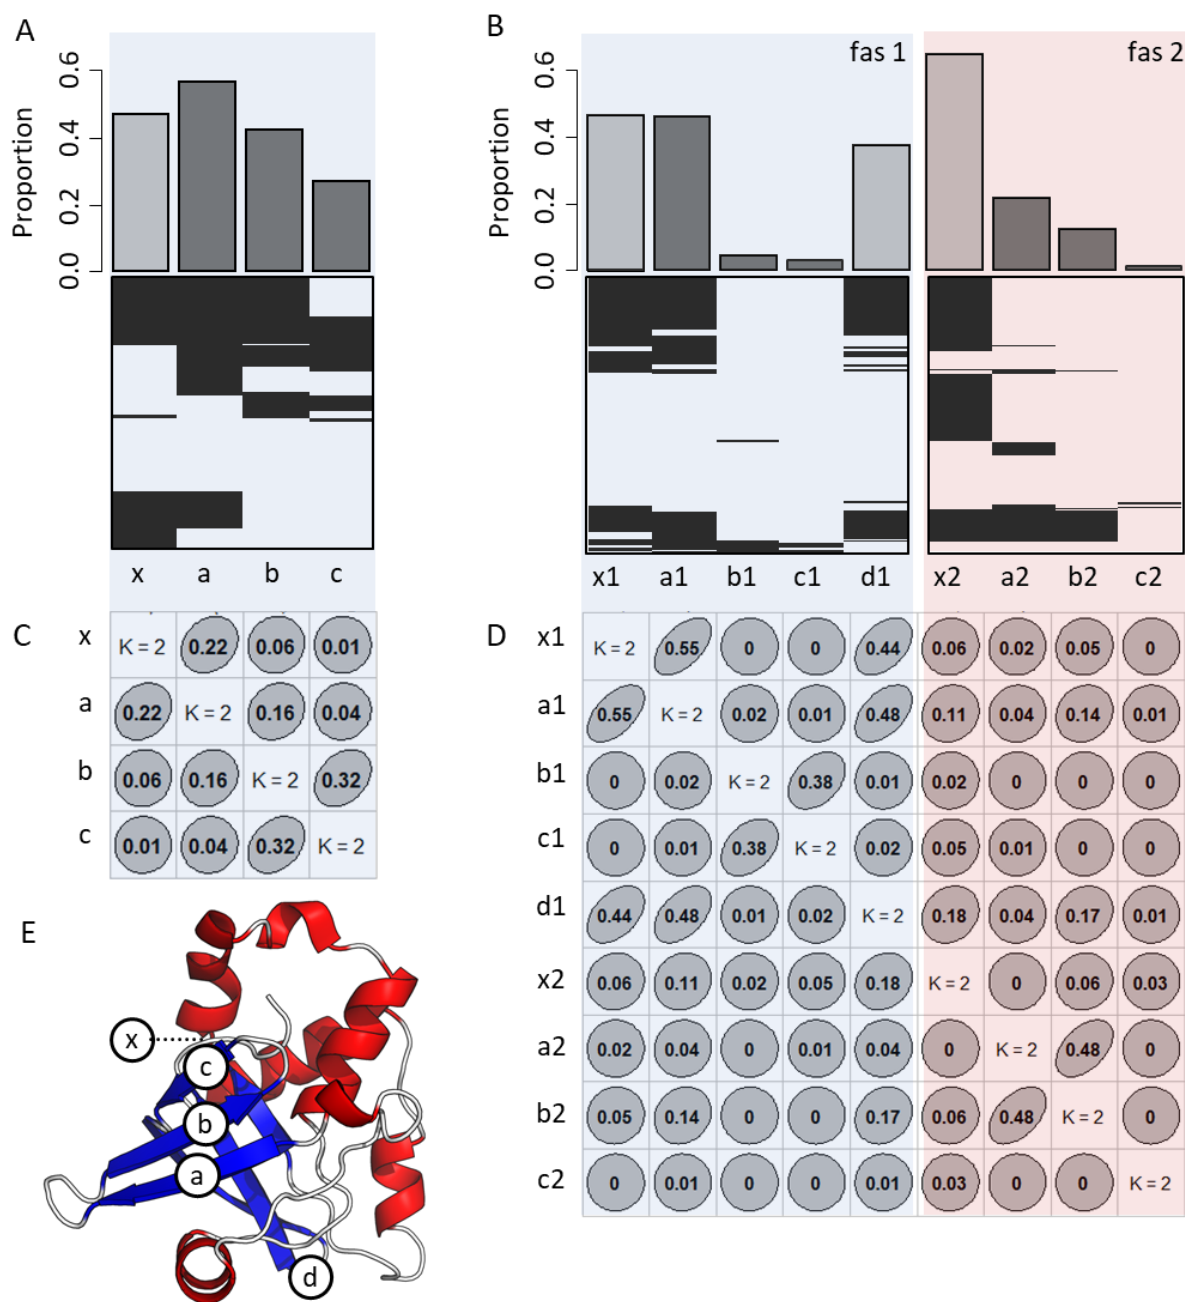 A
B
fas 1
fas 2
Proportion
0.0 0.2 0.4 0.6
Proportion
0.0 0.2 0.4 0.6
x a b c
x1 a1 b1 c1 d1 x2 a2 b2 c2
C
x K = 2 0.22 0.06 0.01
a 0.22 K = 2 0.16 0.04
b 0.06 0.16 K = 2 0.32
c 0.01 0.04 0.32 K = 2
D
x1 K = 2 0.55 0 0 0.44 0.06 0.02 0.05 0
a1 0.55 K = 2 0.02 0.01 0.48 0.11 0.04 0.14 0.01
b1 0 0.02 K = 2 0.38 0.01 0.02 0 0 0
c1 0 0.01 0.38 K = 2 0.02 0.05 0.01 0 0
d1 0.44 0.48 0.01 0.02 K = 2 0.18 0.04 0.17 0.01
x2 0.06 0.11 0.02 0.05 0.18 K = 2 0 0.06 0.03
a2 0.02 0.04 0 0.01 0.04 0 K = 2 0.48 0
b2 0.05 0.14 0 0 0.17 0.06 0.48 K = 2 0
c2 0 0.01 0 0 0.01 0.03 0 0 K = 2
E
x
c
b
a
d